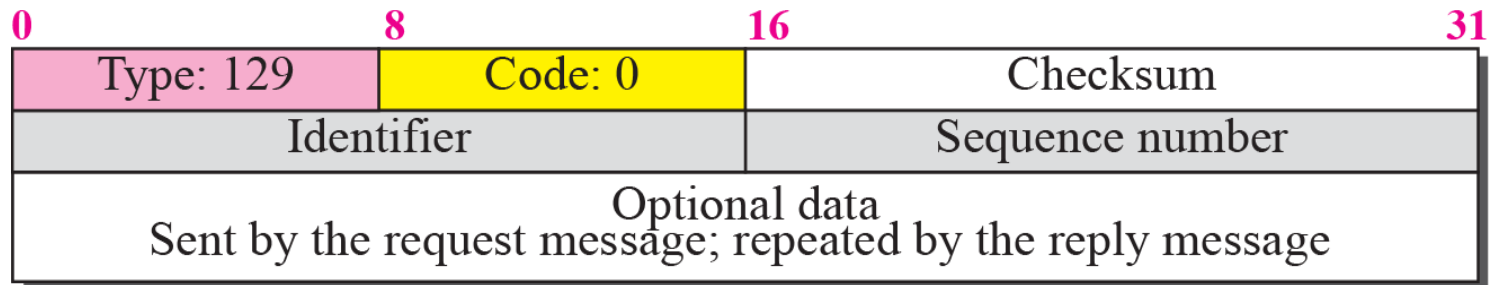 0 8 16 31
Type: 129 Code: 0 Checksum
Identifier Sequence number
Optional data
Sent by the request message; repeated by the reply message